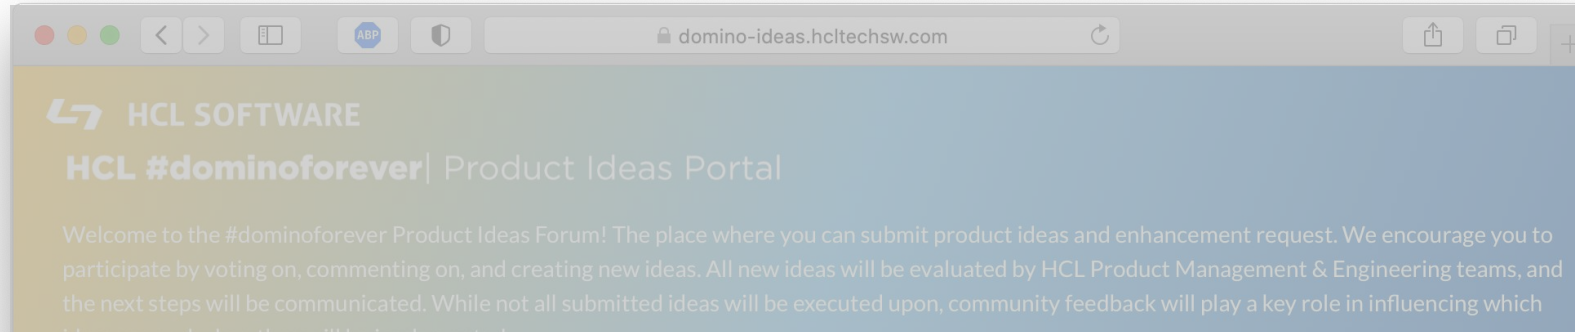 ABP
domino-ideas.hcltechsw.com
HCL SOFTWARE
HCL #dominoforever| Product Ideas Portal
Welcome to the #dominoforever Product Ideas Forum! The place where you can submit product ideas and enhancement request. We encourage you to
participate by voting on, commenting on, and creating new ideas. All new ideas will be evaluated by HCL Product Management & Engineering teams, and
the next steps will be communicated. While not all submitted ideas will be executed upon, community feedback will play a key role in influencing which